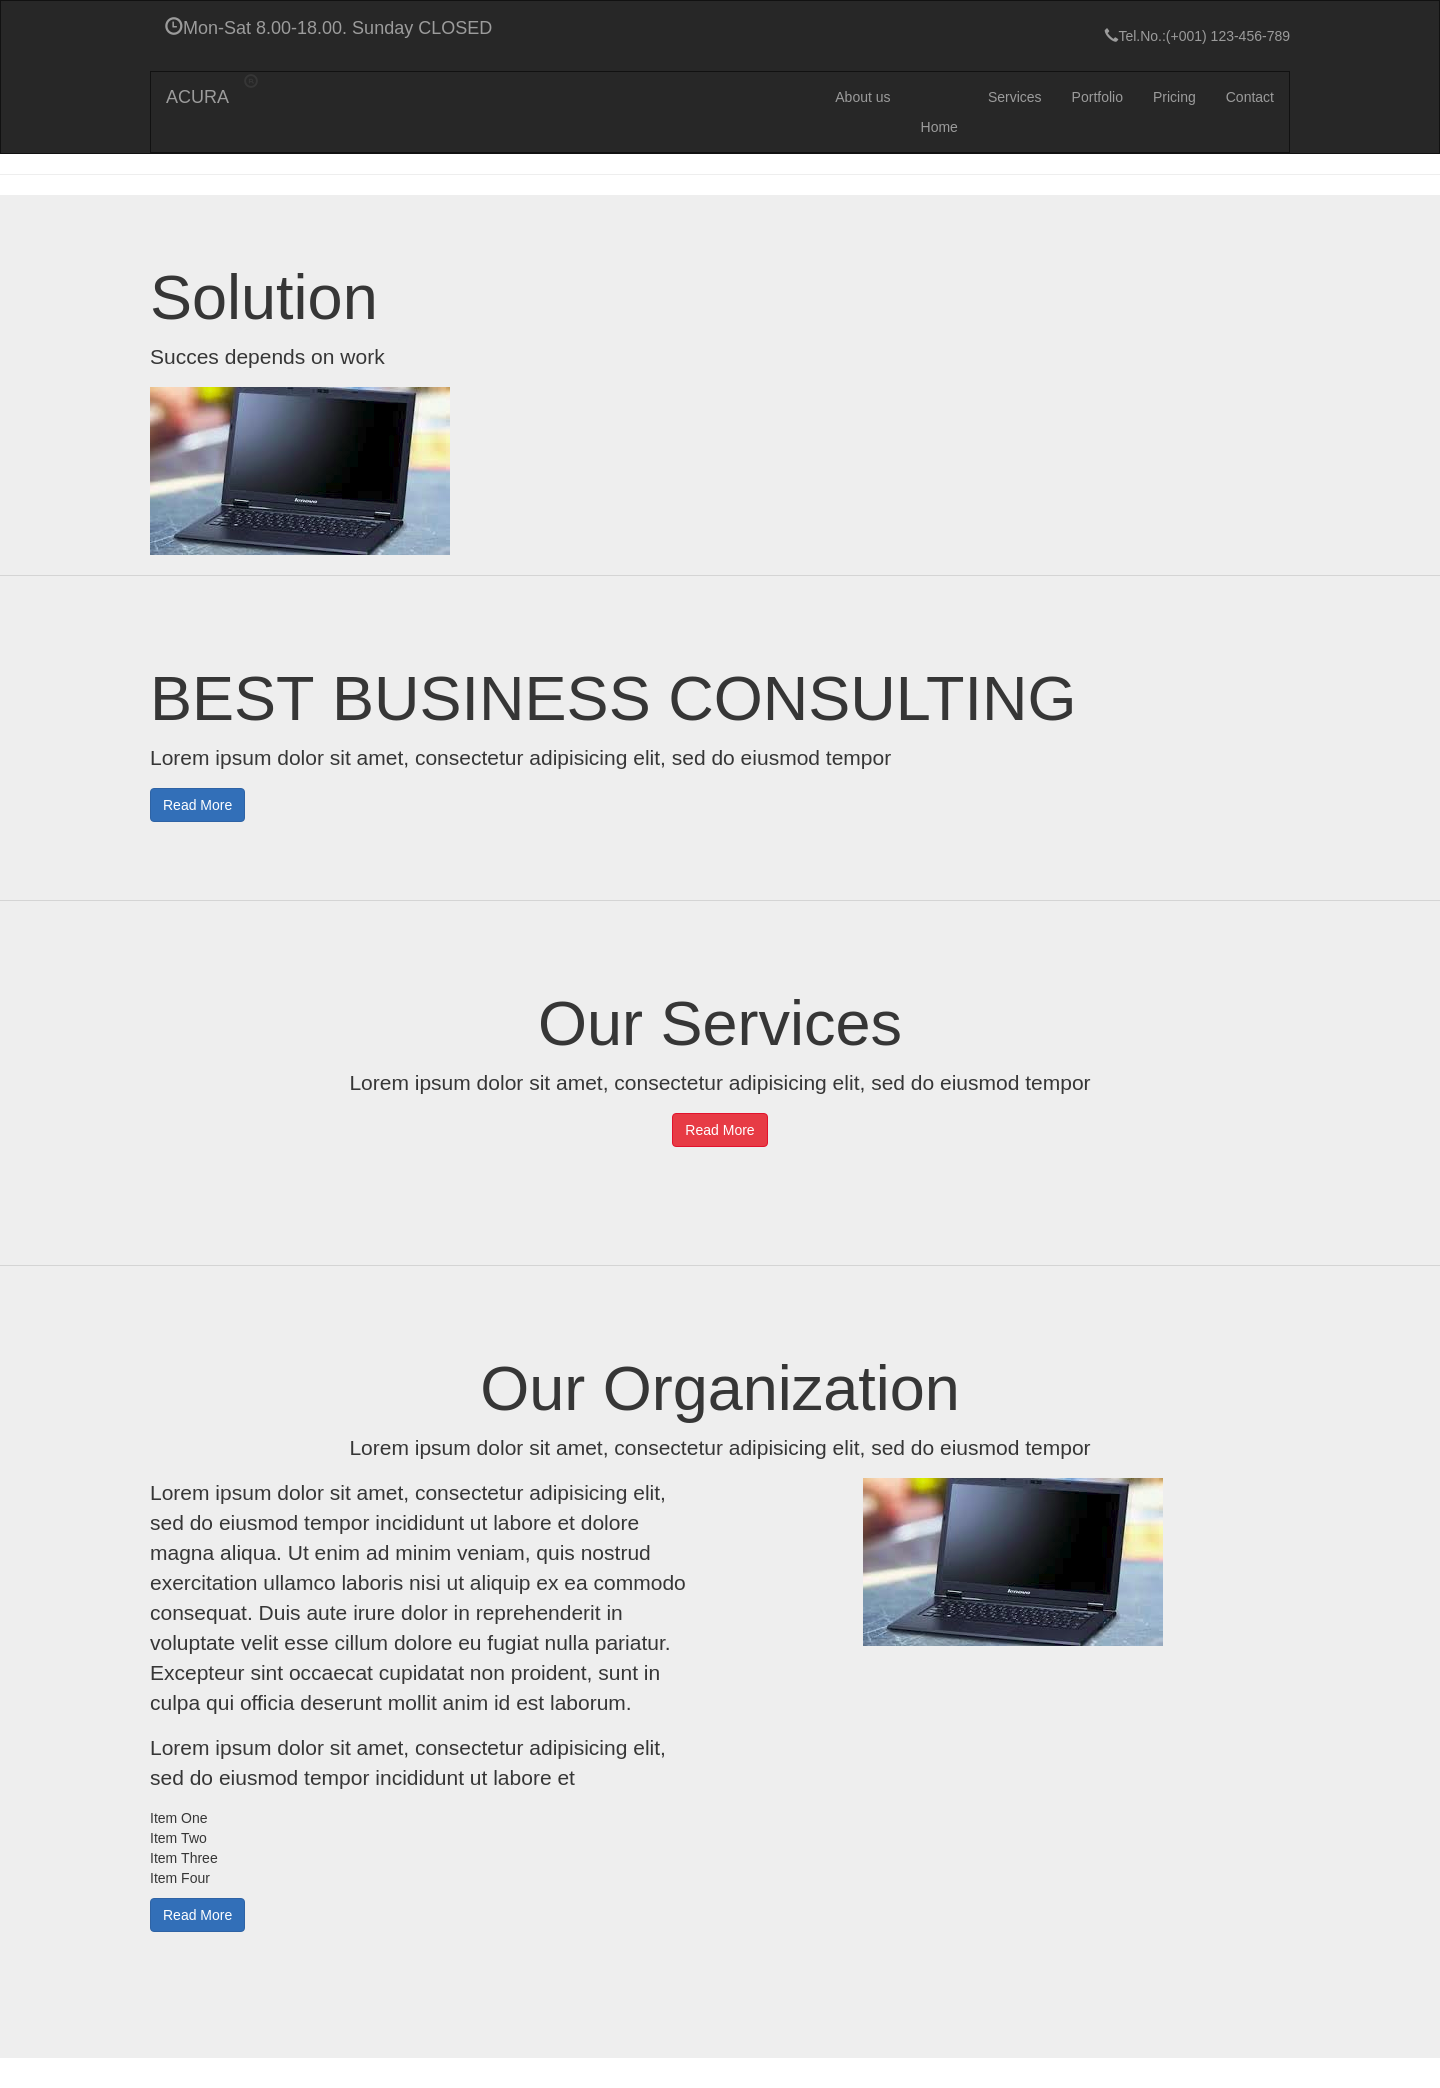 Mon-Sat 8.00-18.00. Sunday CLOSED
Tel.No.:(+001) 123-456-789
ACURA
About us
Home
Services
Portfolio
Pricing
Contact
Solution
Succes depends on work
lenovo
BEST BUSINESS CONSULTING
Lorem ipsum dolor sit amet, consectetur adipisicing elit, sed do eiusmod tempor
Read More
Our Services
Lorem ipsum dolor sit amet, consectetur adipisicing elit, sed do eiusmod tempor
Read More
Our Organization
Lorem ipsum dolor sit amet, consectetur adipisicing elit, sed do eiusmod tempor
Lorem ipsum dolor sit amet, consectetur adipisicing elit,
sed do eiusmod tempor incididunt ut labore et dolore
magna aliqua. Ut enim ad minim veniam, quis nostrud
exercitation ullamco laboris nisi ut aliquip ex ea commodo
consequat. Duis aute irure dolor in reprehenderit in
voluptate velit esse cillum dolore eu fugiat nulla pariatur.
Excepteur sint occaecat cupidatat non proident, sunt in
culpa qui officia deserunt mollit anim id est laborum.
lenovo
Lorem ipsum dolor sit amet, consectetur adipisicing elit,
sed do eiusmod tempor incididunt ut labore et
Item One
Item Two
Item Three
Item Four
Read More